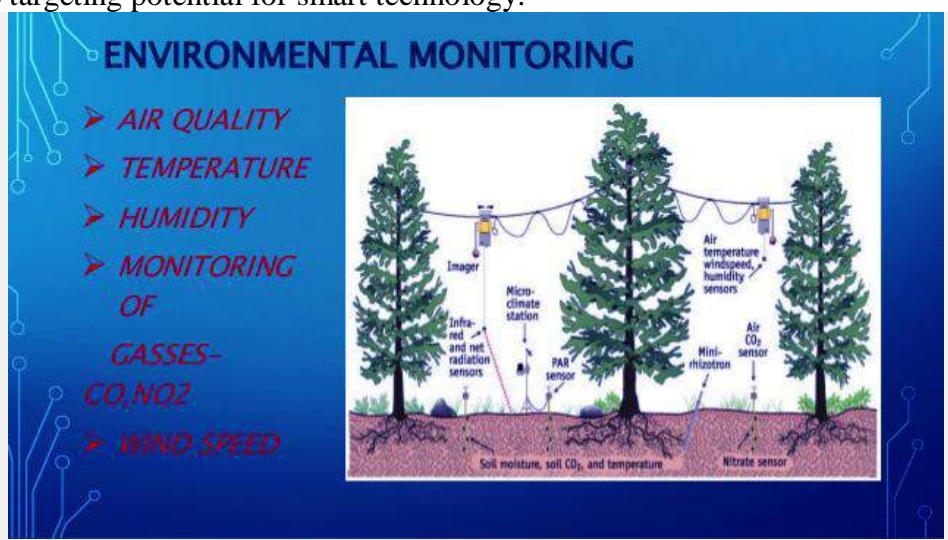 targeting potential for smart technology.
ENVIRONMENTAL MONITORING
➤ AIR QUALITY
➤ TEMPERATURE
➤ HUMIDITY
➤ MONITORING
OF
GASSES-
CO,NO2
➤ WIND SPEED
Imager
Infra-
red
and net
radiation
sensors
Micro-
climate
station
PAR
sensor
Air
temperature
windspeed,
humidity
sensors
Mini-
rhizotron
Air
CO₂
sensor
Soil moisture, soil CO₂, and temperature
Nitrate sensor